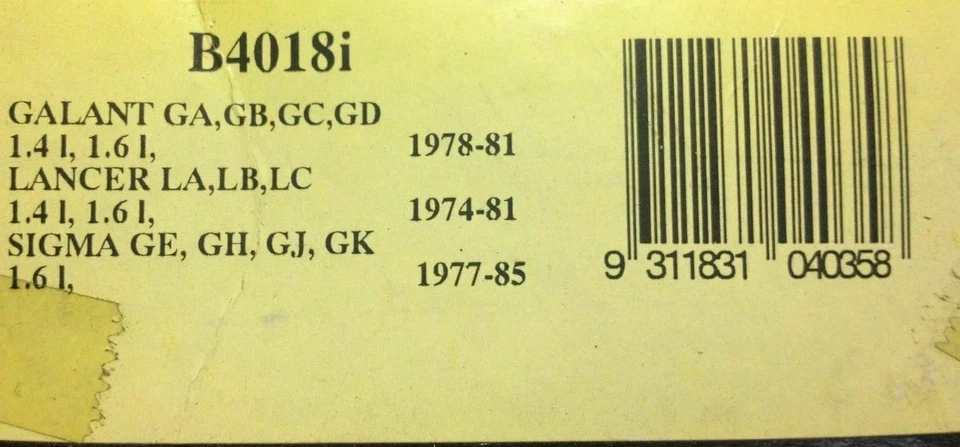 B4018i
GALANT GA,GB,GC,GD
1.4 l, 1.6 l, 1978-81
LANCER LA,LB,LC
1.4 l, 1.6 l, 1974-81
SIGMA GE, GH, GJ, GK
1.6 l, 1977-85
9 311831 040358